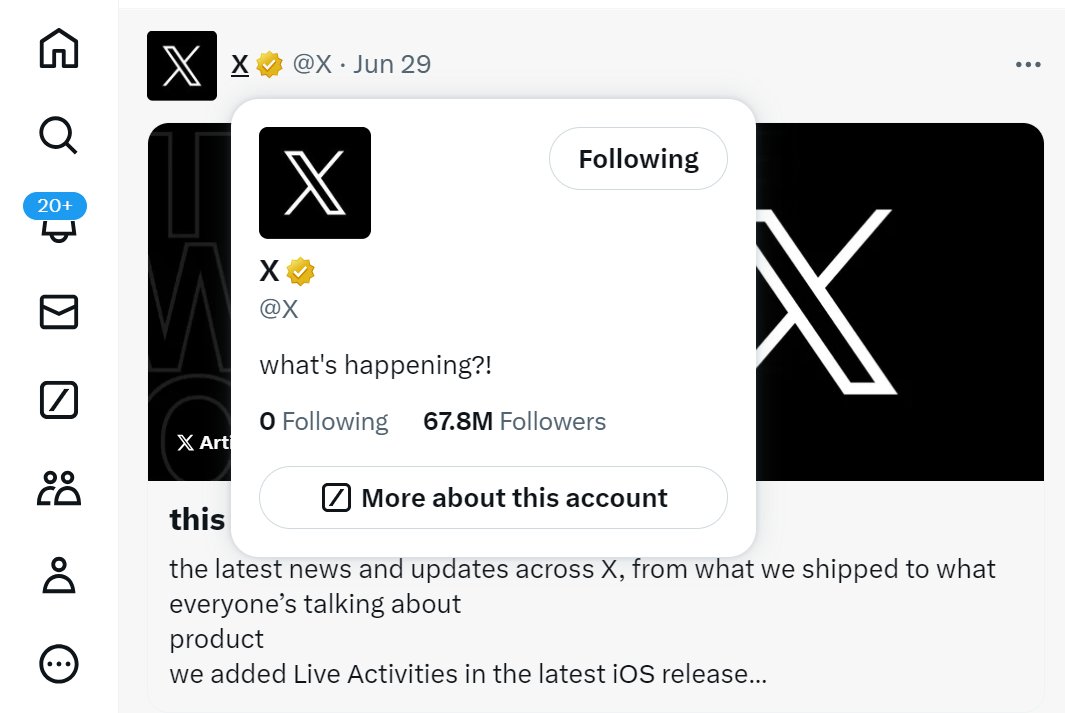 X @X · Jun 29
20+
Following
X
@X
what's happening?!
0 Following 67.8M Followers
More about this account
this
the latest news and updates across X, from what we shipped to what
everyone’s talking about
product
we added Live Activities in the latest iOS release...